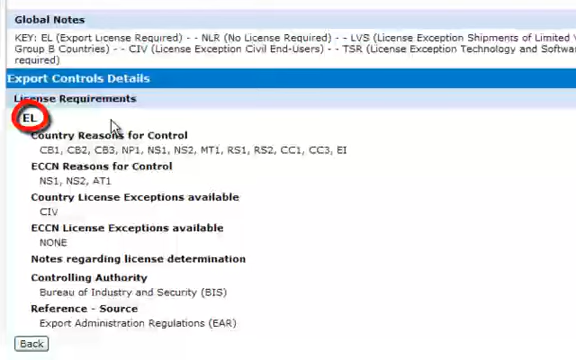 Global Notes
KEY: EL (Export License Required) - - NLR (No License Required) - - LVS (License Exception Shipments of Limited
Group B Countries) - - CIV (License Exception Civil End-Users) - - TSR (License Exception Technology and
required)
Export Controls Details
License Requirements
EL
Country Reasons for Control
CB1, CB2, CB3, NP1, NS1, NS2, MT1, RS1, RS2, CC1, CC3, EI
ECCN Reasons for Control
NS1, NS2, AT1
Country License Exceptions available
CIV
ECCN License Exceptions available
NONE
Notes regarding license determination
Controlling Authority
Bureau of Industry and Security (BIS)
Reference - Source
Export Administration Regulations (EAR)
Back